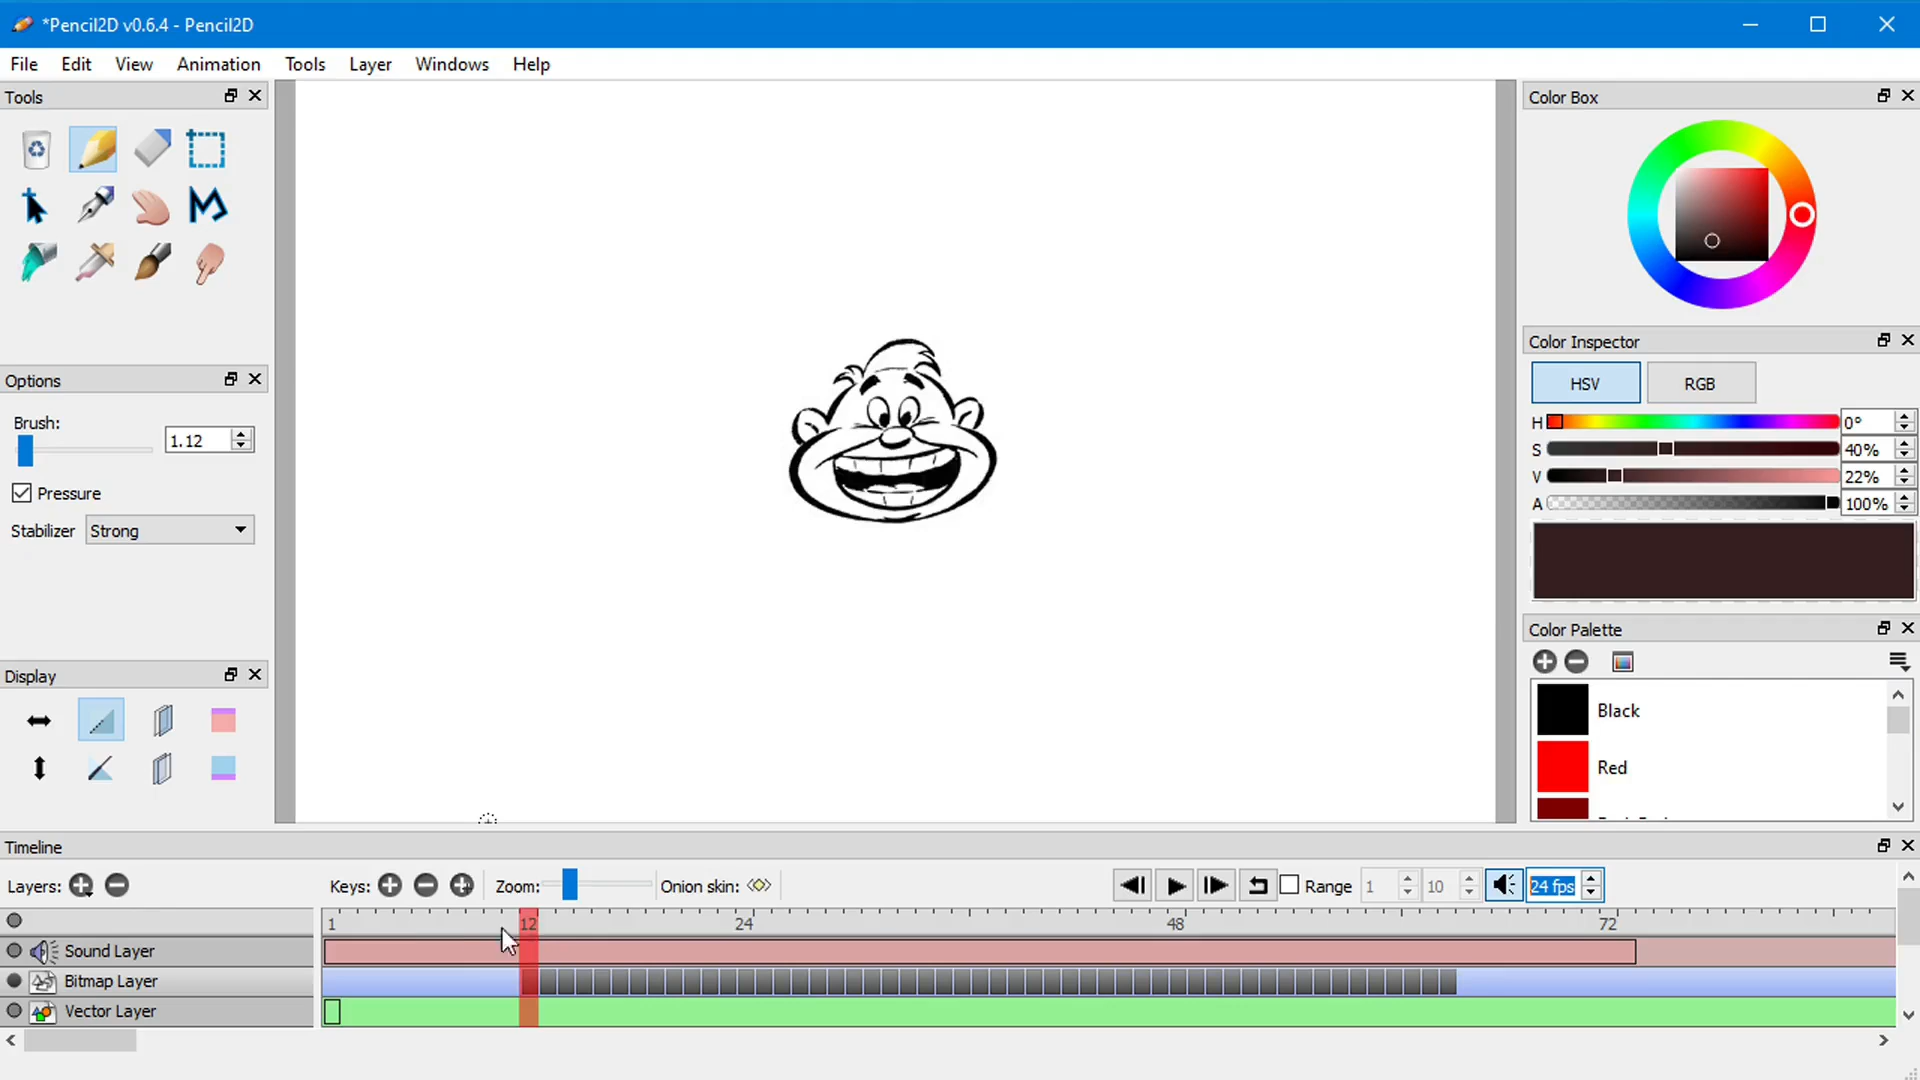 *Pencil2D v0.6.4 - Pencil2D
File Edit View Animation Tools Layer Windows Help
Tools
Options
Brush:
1.12
Pressure
Stabilizer Strong
Display
Color Box
Color Inspector
HSV RGB
H 0°
S 40%
V 22%
A 100%
Color Palette
Black
Red
Timeline
Layers: Keys: Zoom: Onion skin: Range 1 10 24 fps
1 12 24 48 72
Sound Layer
Bitmap Layer
Vector Layer